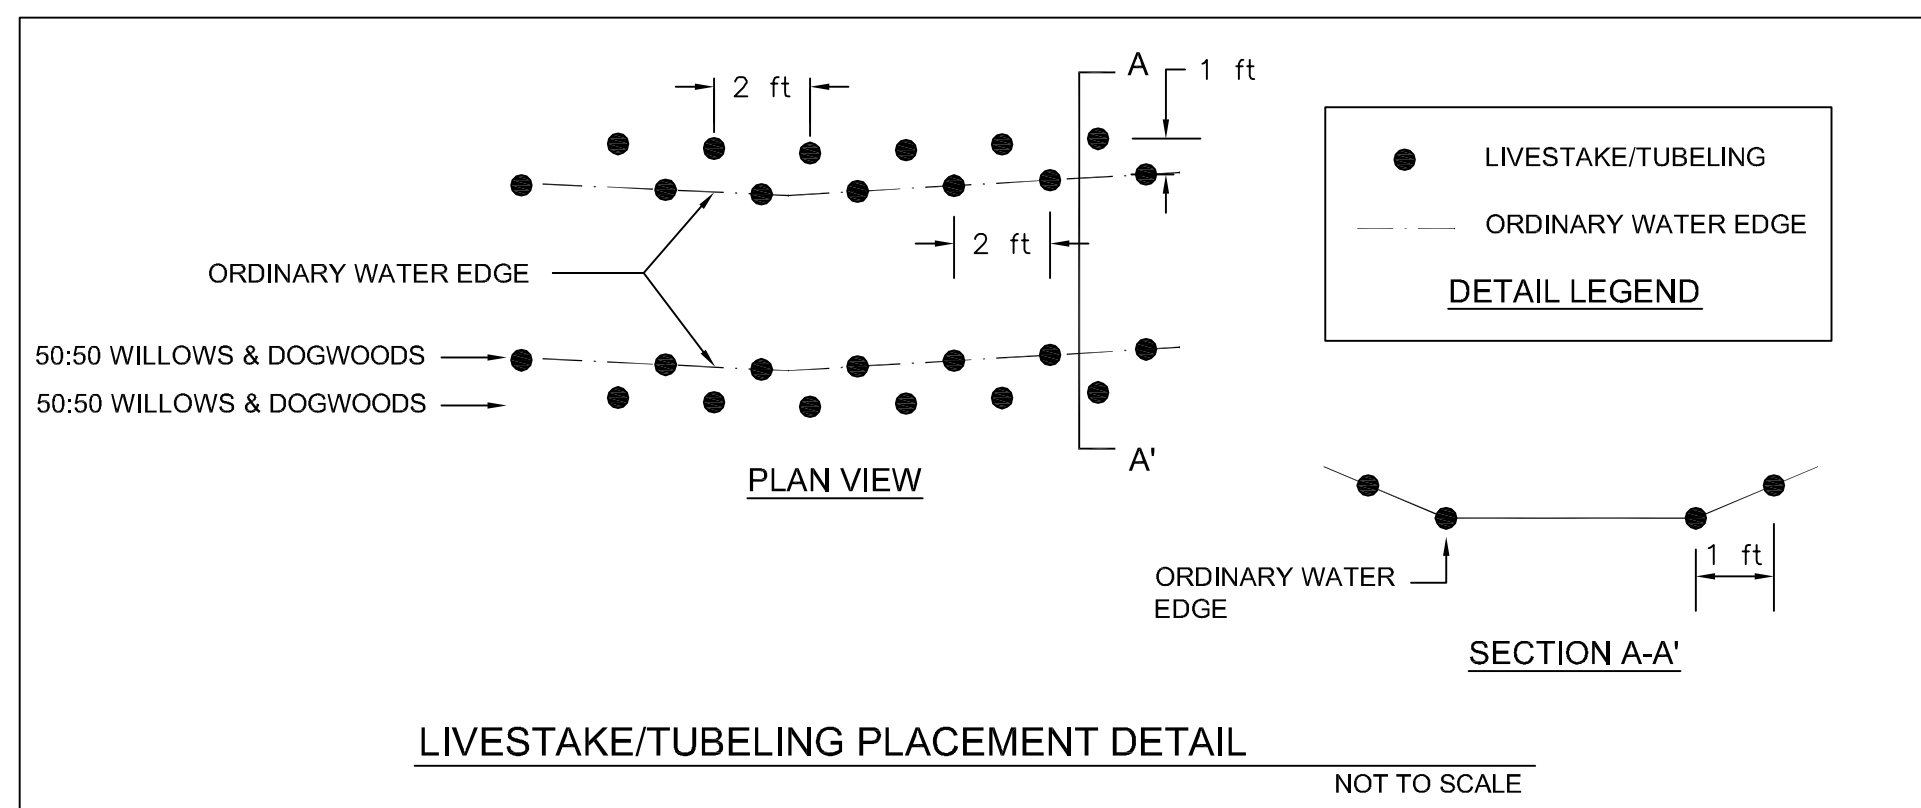 A
1 ft
2 ft
LIVESTAKE/TUBELING
ORDINARY WATER EDGE
DETAIL LEGEND
2 ft
ORDINARY WATER EDGE
50:50 WILLOWS & DOGWOODS
50:50 WILLOWS & DOGWOODS
A'
PLAN VIEW
1 ft
ORDINARY WATER
EDGE
SECTION A-A'
LIVESTAKE/TUBELING PLACEMENT DETAIL
NOT TO SCALE